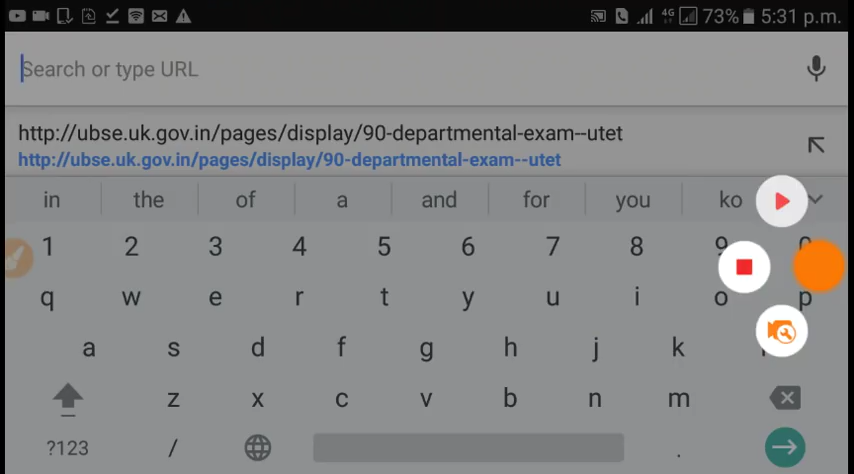 4G 73% 5:31 p.m.
Search or type URL
http://ubse.uk.gov.in/pages/display/90-departmental-exam--utet
http://ubse.uk.gov.in/pages/display/90-departmental-exam--utet
in the of a and for you ko
1 2 3 4 5 6 7 8 9 0
q w e r t y u i o p
a s d f g h j k
z x c v b n m
?123 / .